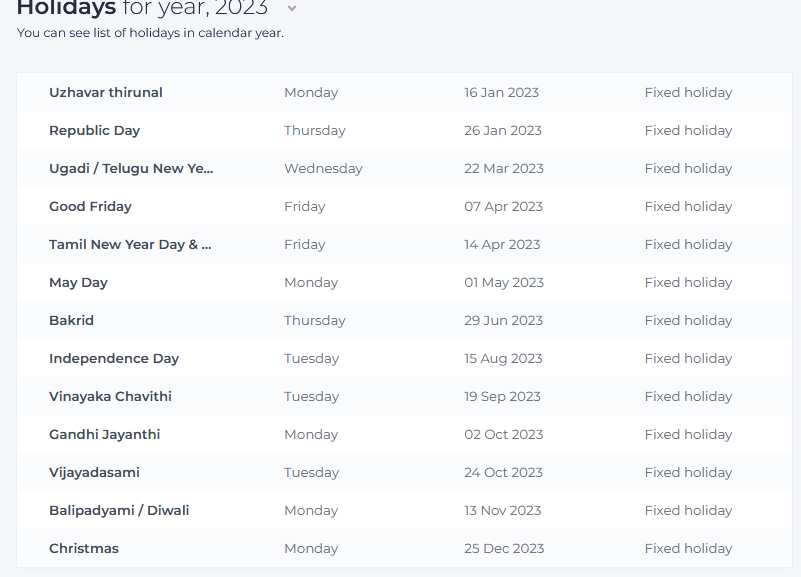 Holidays for year, 2023
You can see list of holidays in calendar year.
Uzhavar thirunal Monday 16 Jan 2023 Fixed holiday
Republic Day Thursday 26 Jan 2023 Fixed holiday
Ugadi / Telugu New Ye... Wednesday 22 Mar 2023 Fixed holiday
Good Friday Friday 07 Apr 2023 Fixed holiday
Tamil New Year Day & ... Friday 14 Apr 2023 Fixed holiday
May Day Monday 01 May 2023 Fixed holiday
Bakrid Thursday 29 Jun 2023 Fixed holiday
Independence Day Tuesday 15 Aug 2023 Fixed holiday
Vinayaka Chavithi Tuesday 19 Sep 2023 Fixed holiday
Gandhi Jayanthi Monday 02 Oct 2023 Fixed holiday
Vijayadasami Tuesday 24 Oct 2023 Fixed holiday
Balipadyami / Diwali Monday 13 Nov 2023 Fixed holiday
Christmas Monday 25 Dec 2023 Fixed holiday